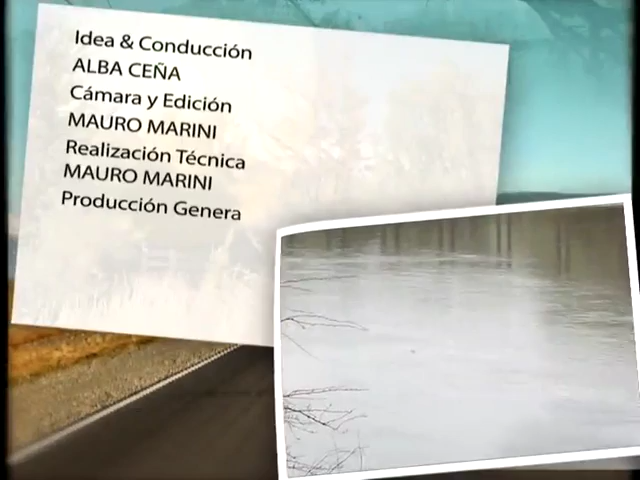 Idea & Conducción
ALBA CEÑA
Cámara y Edición
MAURO MARINI
Realización Técnica
MAURO MARINI
Producción Genera